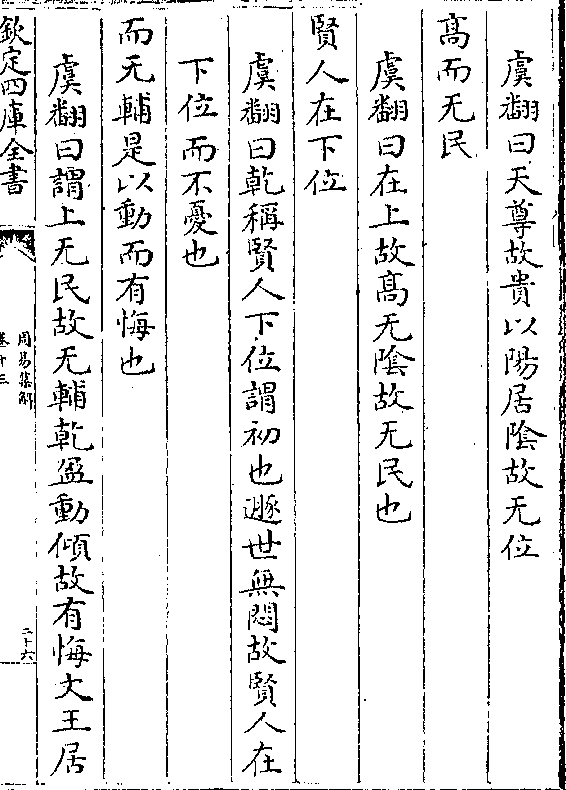 虞翻曰天尊故貴以陽居陰故无位
髙而无民
虞翻曰在上故髙无陰故无民也
賢人在下位
虞翻曰乾稱賢人下位謂初也遯世無悶故賢人在
下位而不憂也
而无輔是以動而有悔也
虞翻曰謂上无民故无輔乾盈動傾故有悔文王居
欽定四庫全書
周易集解
卷十三
二十六